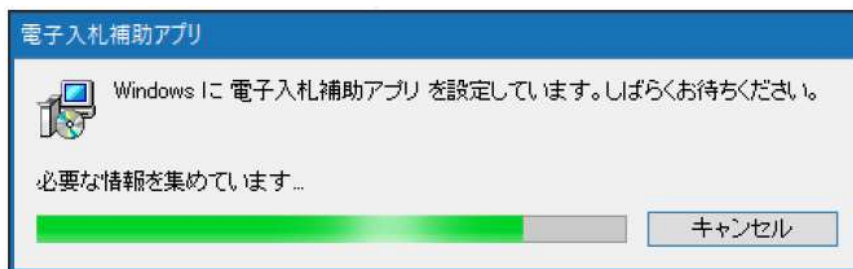 電子入札補助アプリ
Windows に 電子入札補助アプリ を設定しています。しばらくお待ちください。
必要な情報を集めています...
キャンセル